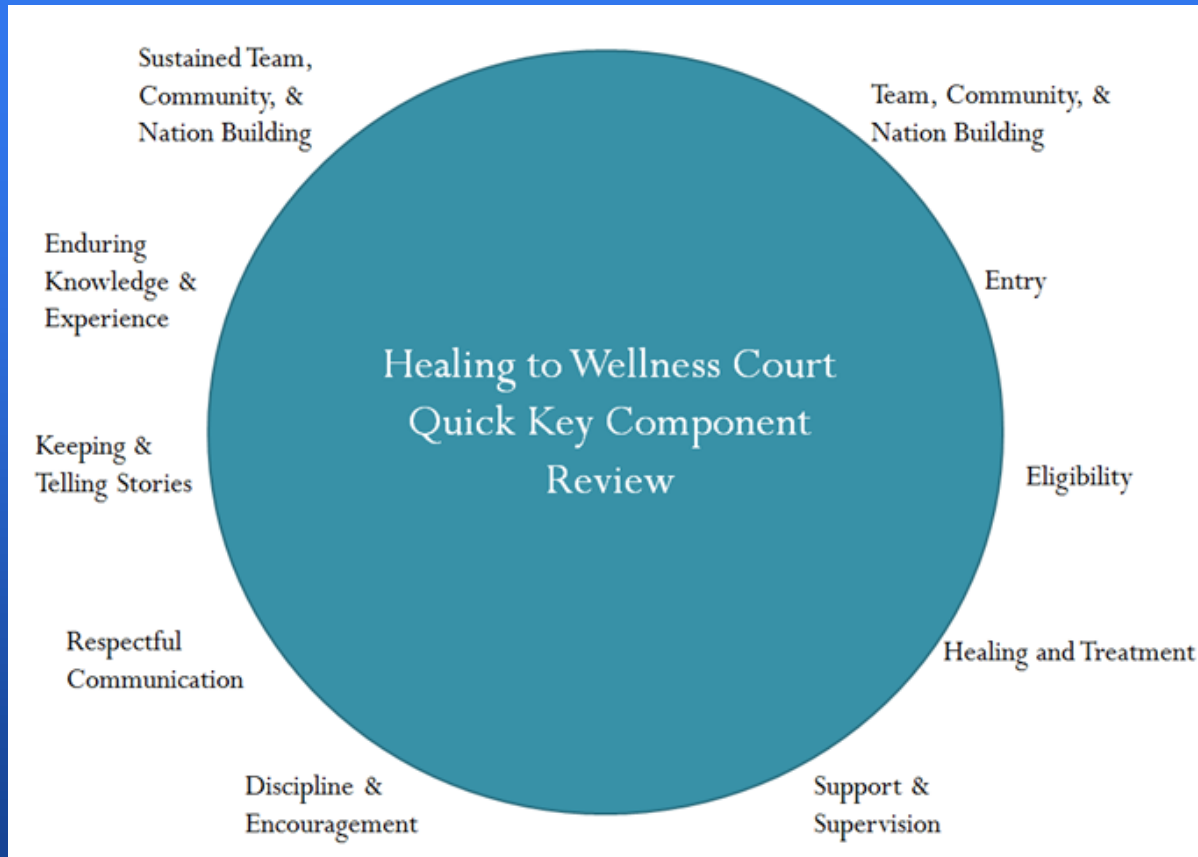 Healing to Wellness Court
Quick Key Component
Review
Team, Community, &
Nation Building
Entry
Eligibility
Healing and Treatment
Support &
Supervision
Discipline &
Encouragement
Respectful
Communication
Keeping &
Telling Stories
Enduring
Knowledge &
Experience
Sustained Team,
Community, &
Nation Building